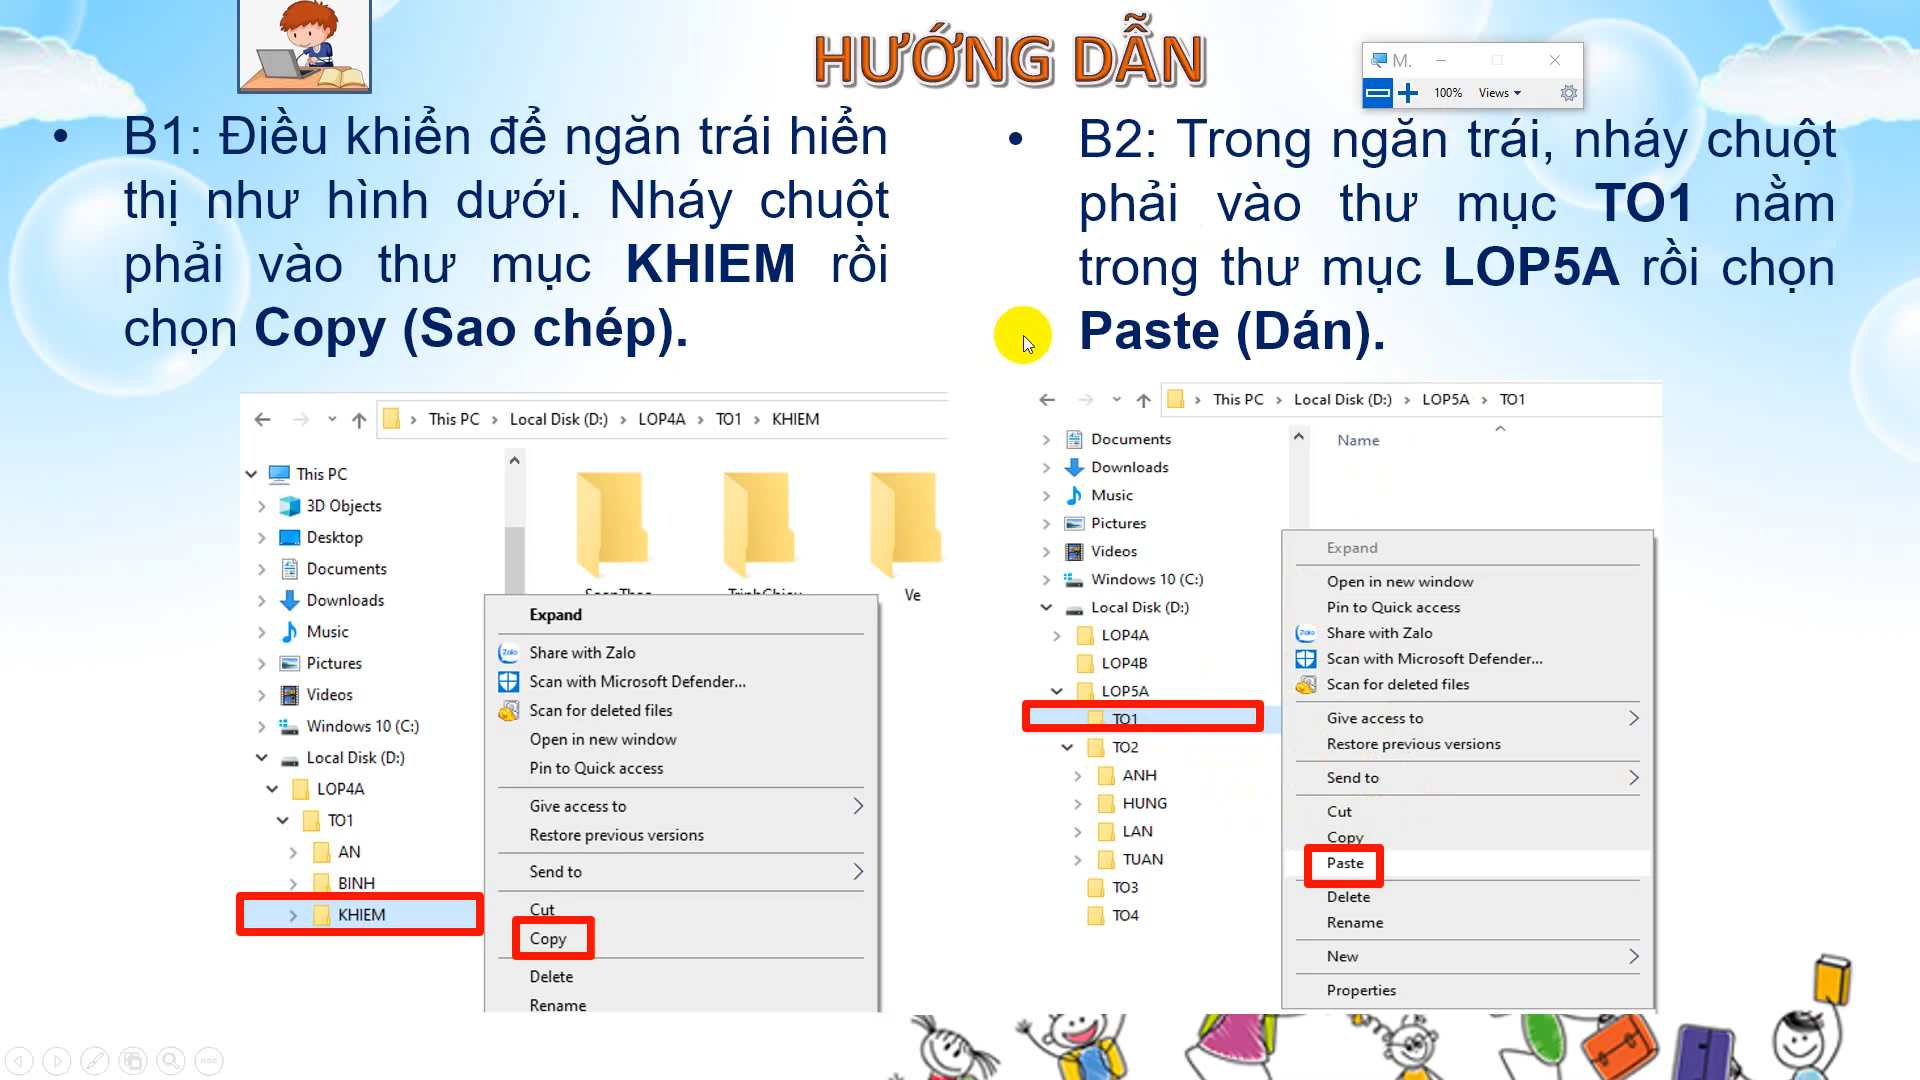 HƯỚNG DẪN
M.
100% Views
• B1: Điều khiển để ngăn trái hiển
thị như hình dưới. Nháy chuột
phải vào thư mục KHIEM rồi
chọn Copy (Sao chép).
• B2: Trong ngăn trái, nháy chuột
phải vào thư mục TO1 nằm
trong thư mục LOP5A rồi chọn
Paste (Dán).
This PC › Local Disk (D:) › LOP4A › TO1 › KHIEM
This PC
3D Objects
Desktop
Documents
Downloads
Music
Pictures
Videos
Windows 10 (C:)
Local Disk (D:)
LOP4A
TO1
AN
BINH
KHIEM
Ve
Expand
Zalo Share with Zalo
Scan with Microsoft Defender...
Scan for deleted files
Open in new window
Pin to Quick access
Give access to
Restore previous versions
Send to
Cut
Copy
Delete
Rename
This PC › Local Disk (D:) › LOP5A › TO1
Documents
Downloads
Music
Pictures
Videos
Windows 10 (C:)
Local Disk (D:)
LOP4A
LOP4B
LOP5A
TO1
TO2
ANH
HUNG
LAN
TUAN
TO3
TO4
Name
Expand
Open in new window
Pin to Quick access
Zalo Share with Zalo
Scan with Microsoft Defender...
Scan for deleted files
Give access to
Restore previous versions
Send to
Cut
Copy
Paste
Delete
Rename
New
Properties